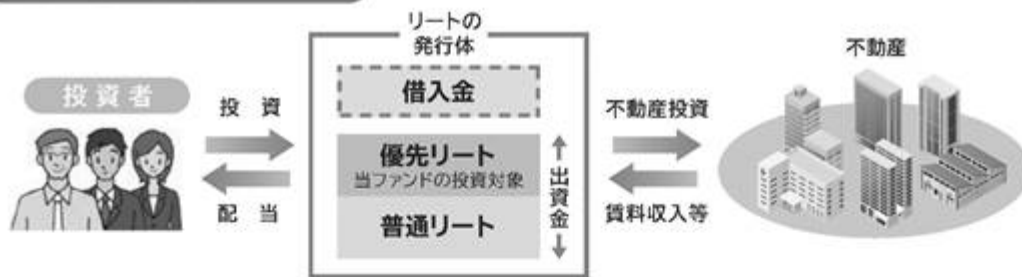 投資者
投 資
配 当
リートの
発行体
借入金
優先リート
当ファンドの投資対象
普通リート
出資金
不動産投資
賃料収入等
不動産